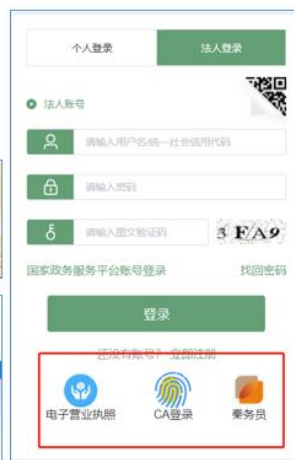 个人登录
法人登录
法人账号
请输入用户名/统一社会信用代码
请输入密码
请输入图文验证码
3 FA9
国家政务服务平台账号登录
找回密码
登录
还没有账号？ 立即注册
电子营业执照
CA登录
秦务员